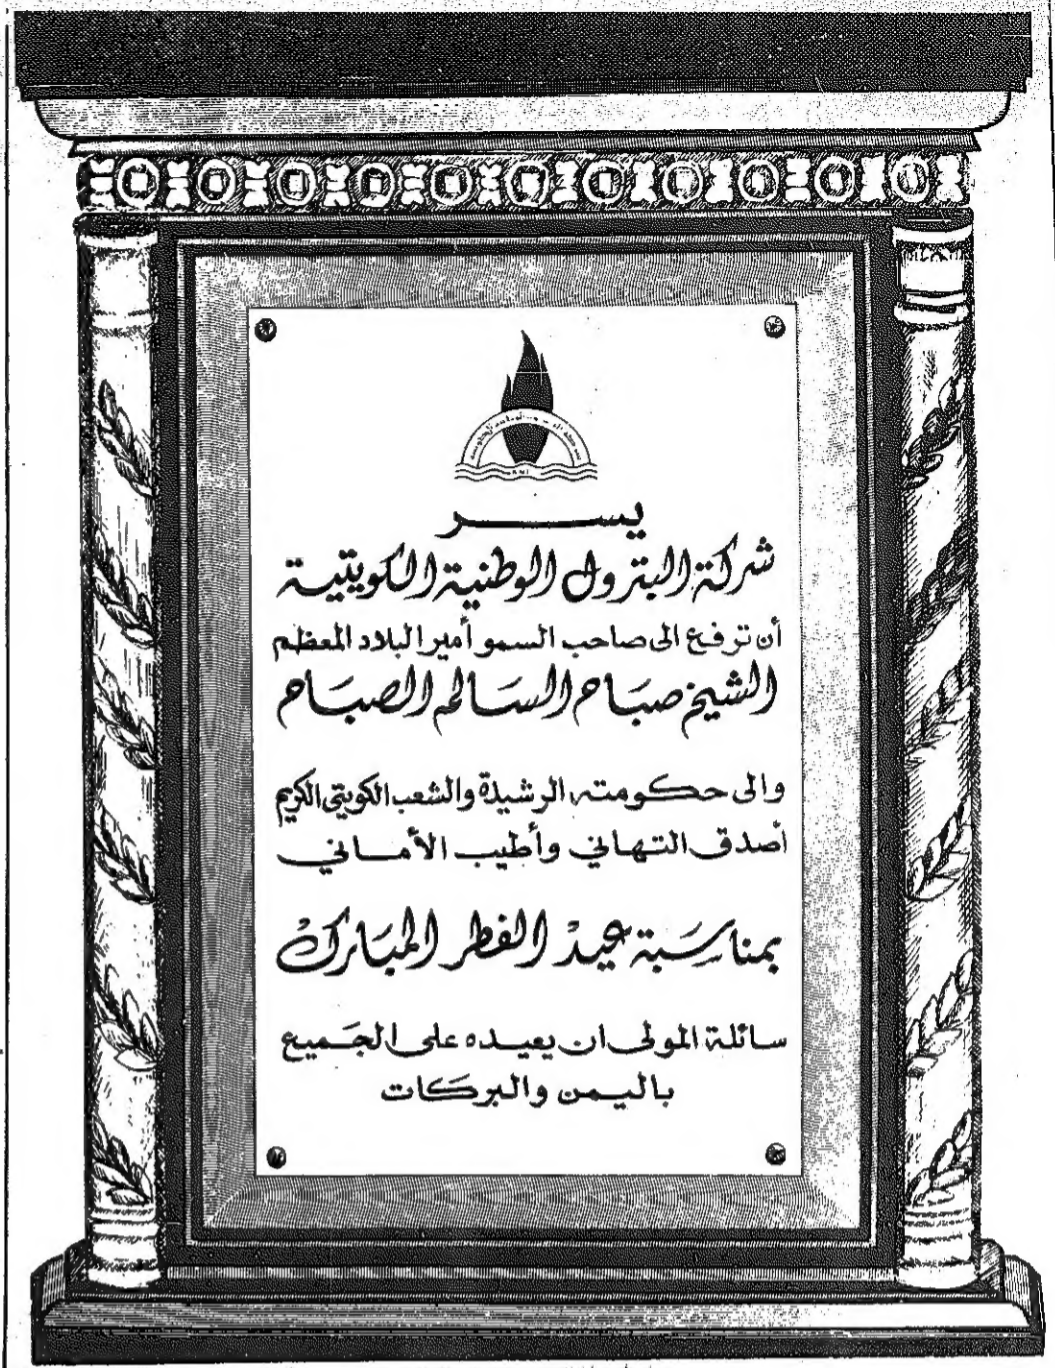 يسر
شركة البترول الوطنية الكويتية
أن ترفع الى صاحب السمو أمير البلاد المعظم
الشيخ صباح السالم الصباح
والى حكومته الرشيدة والشعب الكويتي الكريم
أصدق التهاني وأطيب الأماني
بمناسبة عيد الفطر المبارك
سائلة المولى ان يعيده على الجميع
باليمن والبركات